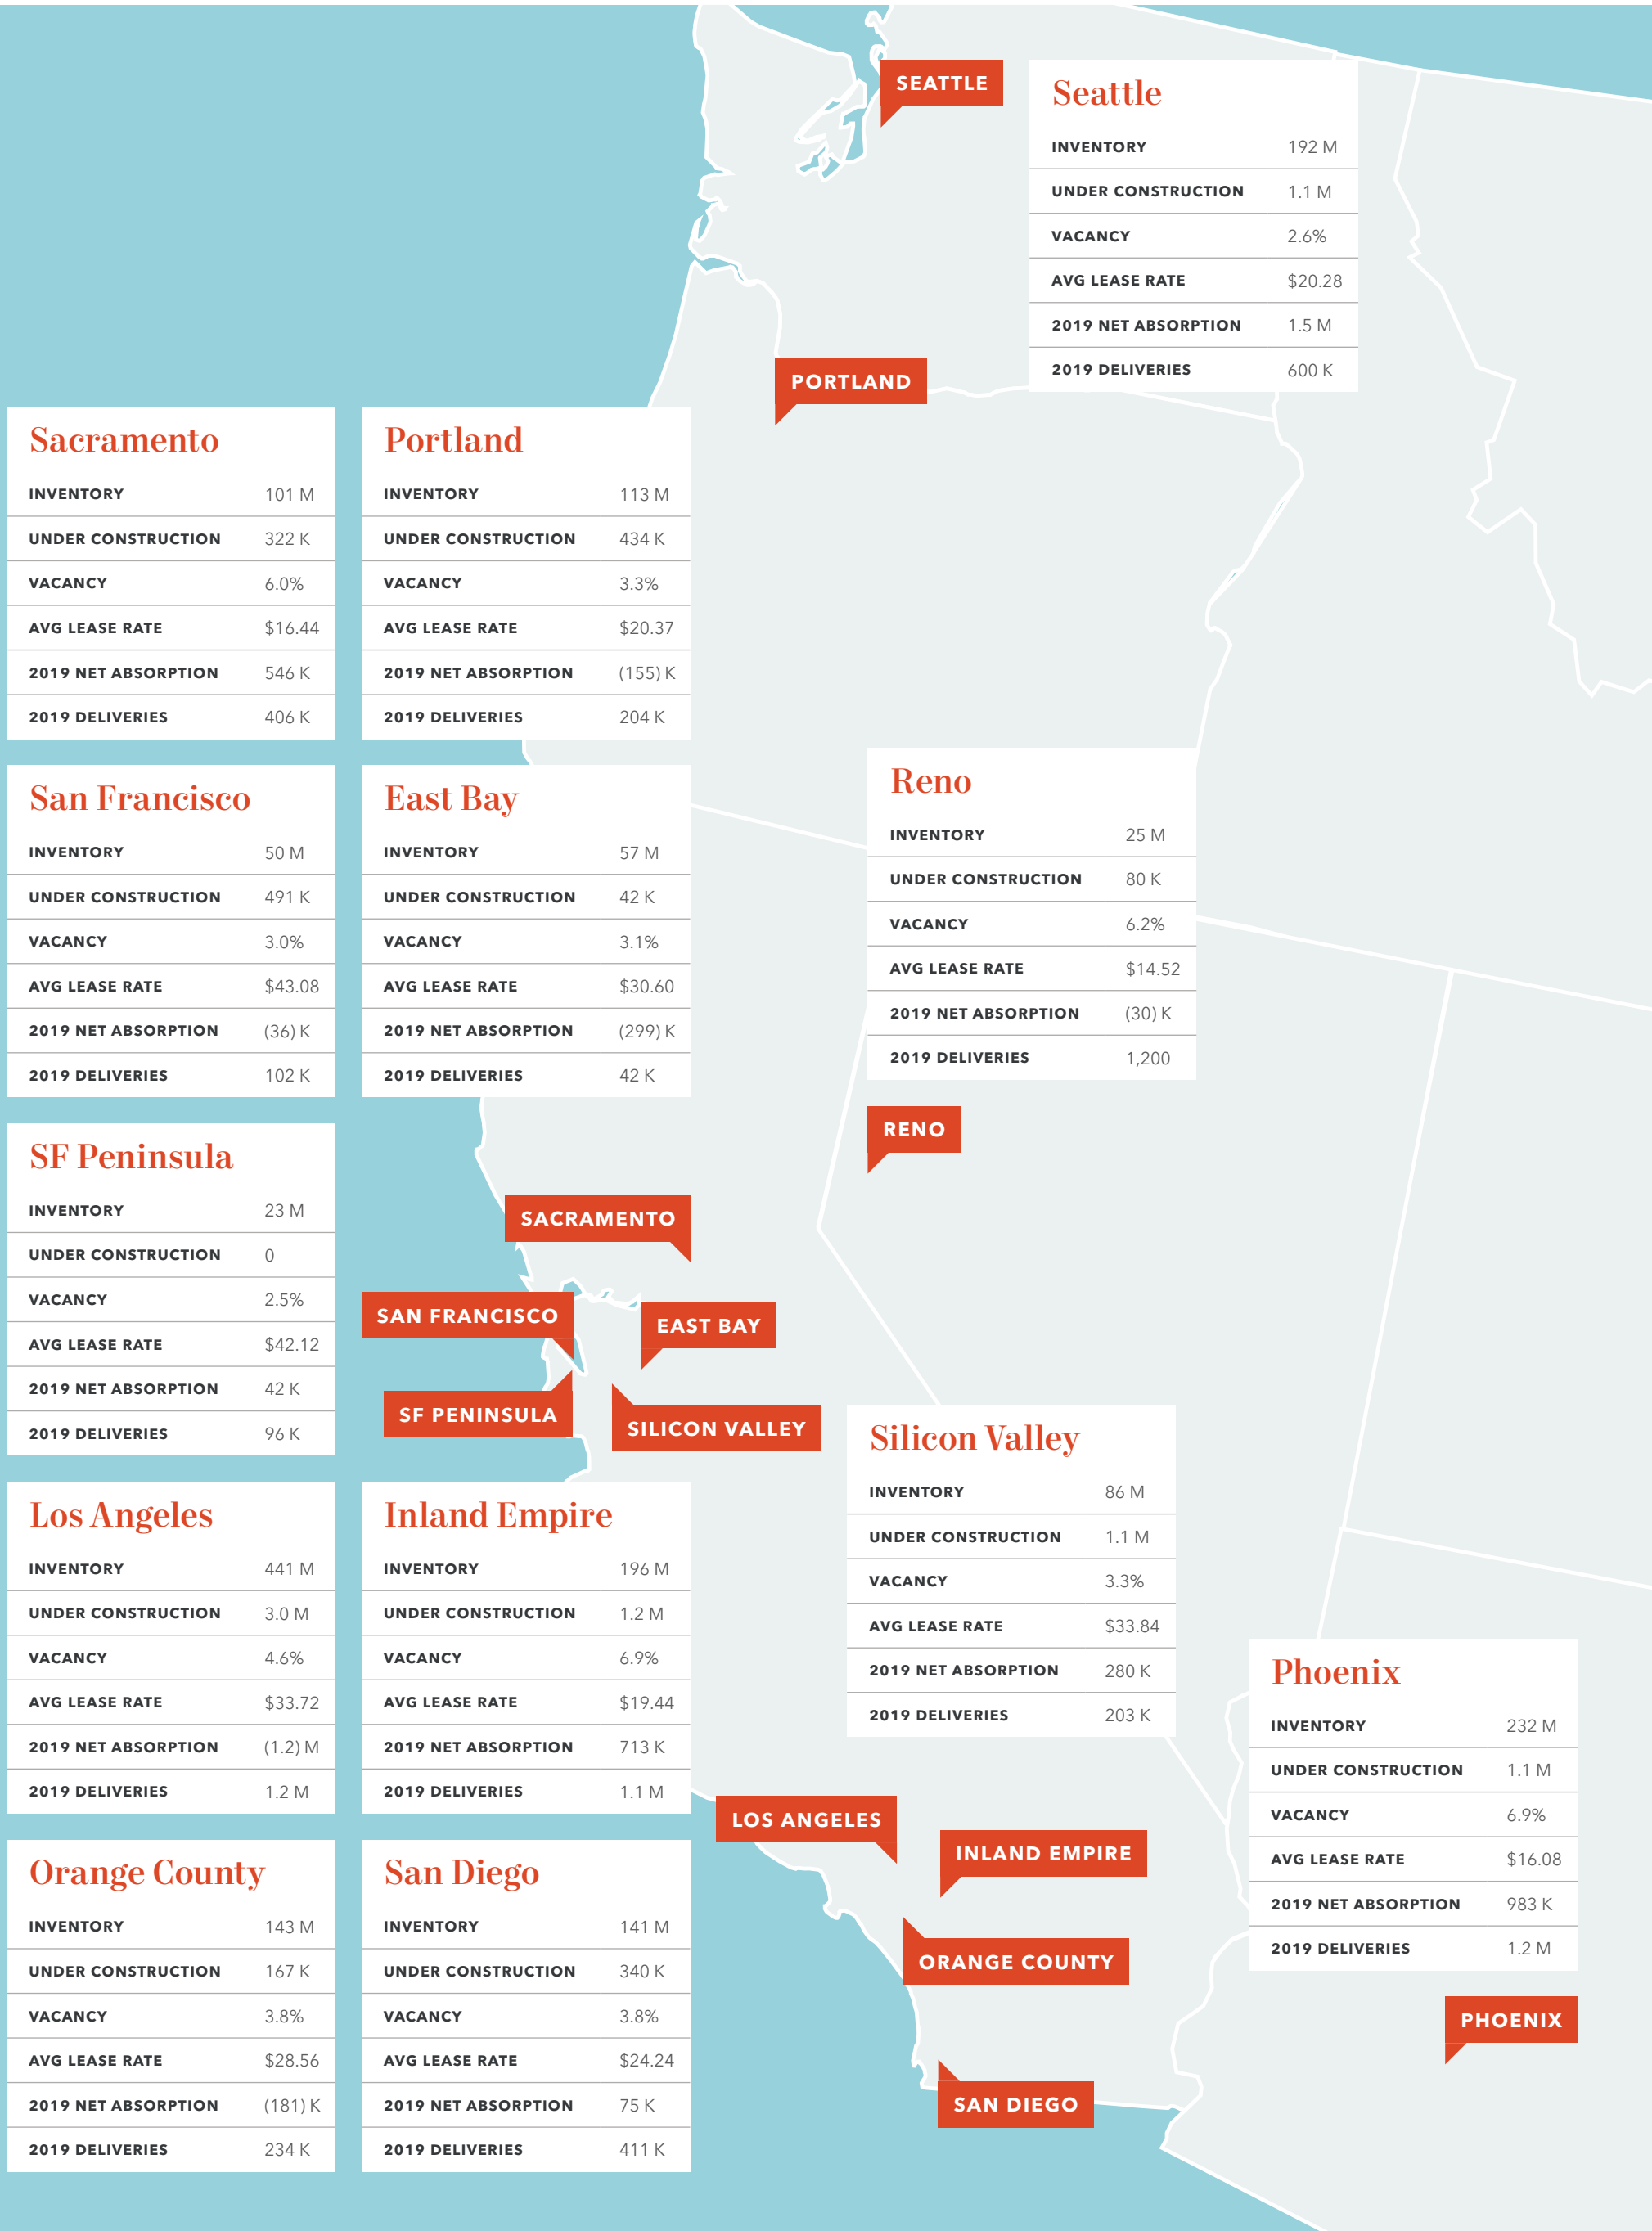 SEATTLE
Seattle
INVENTORY 192 M
UNDER CONSTRUCTION 1.1 M
VACANCY 2.6%
AVG LEASE RATE $20.28
2019 NET ABSORPTION 1.5 M
2019 DELIVERIES 600 K
PORTLAND
Sacramento
INVENTORY 101 M
UNDER CONSTRUCTION 322 K
VACANCY 6.0%
AVG LEASE RATE $16.44
2019 NET ABSORPTION 546 K
2019 DELIVERIES 406 K
Portland
INVENTORY 113 M
UNDER CONSTRUCTION 434 K
VACANCY 3.3%
AVG LEASE RATE $20.37
2019 NET ABSORPTION (155) K
2019 DELIVERIES 204 K
San Francisco
INVENTORY 50 M
UNDER CONSTRUCTION 491 K
VACANCY 3.0%
AVG LEASE RATE $43.08
2019 NET ABSORPTION (36) K
2019 DELIVERIES 102 K
East Bay
INVENTORY 57 M
UNDER CONSTRUCTION 42 K
VACANCY 3.1%
AVG LEASE RATE $30.60
2019 NET ABSORPTION (299) K
2019 DELIVERIES 42 K
Reno
INVENTORY 25 M
UNDER CONSTRUCTION 80 K
VACANCY 6.2%
AVG LEASE RATE $14.52
2019 NET ABSORPTION (30) K
2019 DELIVERIES 1,200
RENO
SF Peninsula
INVENTORY 23 M
UNDER CONSTRUCTION 0
VACANCY 2.5%
AVG LEASE RATE $42.12
2019 NET ABSORPTION 42 K
2019 DELIVERIES 96 K
SACRAMENTO
SAN FRANCISCO
EAST BAY
SF PENINSULA
SILICON VALLEY
Silicon Valley
INVENTORY 86 M
UNDER CONSTRUCTION 1.1 M
VACANCY 3.3%
AVG LEASE RATE $33.84
2019 NET ABSORPTION 280 K
2019 DELIVERIES 203 K
Los Angeles
INVENTORY 441 M
UNDER CONSTRUCTION 3.0 M
VACANCY 4.6%
AVG LEASE RATE $33.72
2019 NET ABSORPTION (1.2) M
2019 DELIVERIES 1.2 M
Inland Empire
INVENTORY 196 M
UNDER CONSTRUCTION 1.2 M
VACANCY 6.9%
AVG LEASE RATE $19.44
2019 NET ABSORPTION 713 K
2019 DELIVERIES 1.1 M
Phoenix
INVENTORY 232 M
UNDER CONSTRUCTION 1.1 M
VACANCY 6.9%
AVG LEASE RATE $16.08
2019 NET ABSORPTION 983 K
2019 DELIVERIES 1.2 M
LOS ANGELES
INLAND EMPIRE
ORANGE COUNTY
PHOENIX
SAN DIEGO
Orange County
INVENTORY 143 M
UNDER CONSTRUCTION 167 K
VACANCY 3.8%
AVG LEASE RATE $28.56
2019 NET ABSORPTION (181) K
2019 DELIVERIES 234 K
San Diego
INVENTORY 141 M
UNDER CONSTRUCTION 340 K
VACANCY 3.8%
AVG LEASE RATE $24.24
2019 NET ABSORPTION 75 K
2019 DELIVERIES 411 K